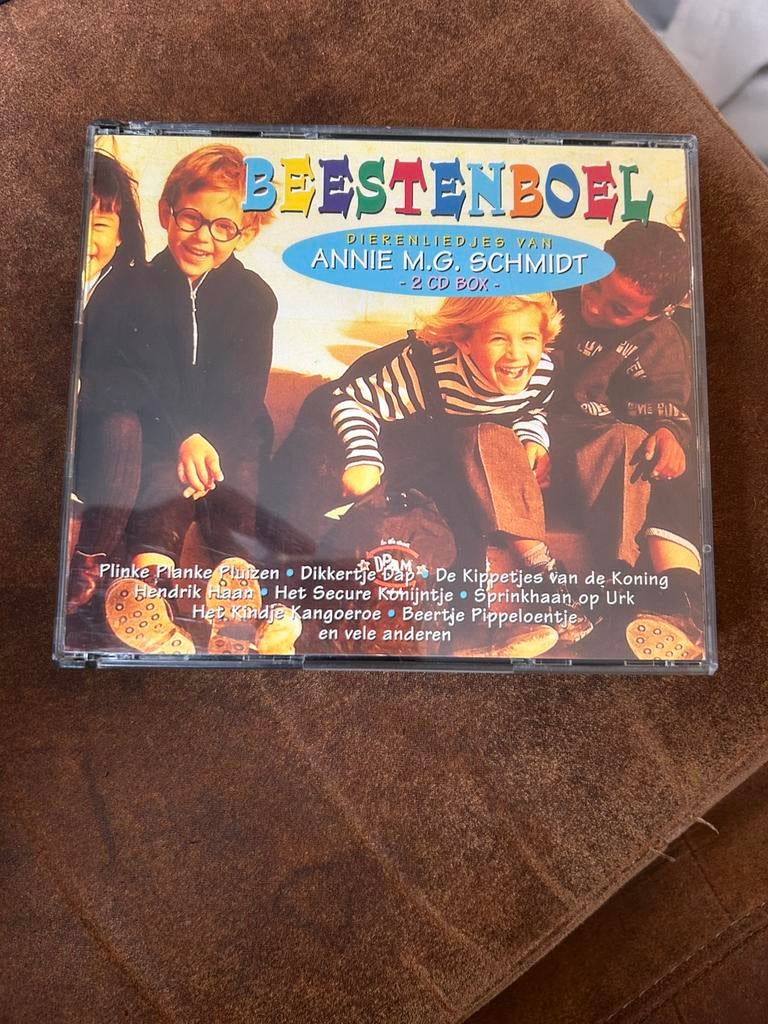 BEESTENBOEL
DIERENLIEDJES VAN
ANNIE M.G. SCHMIDT
- 2 CD BOX -
DPAM
Plinke Planke Pluizen • Dikkertje Dap • De Kippetjes van de Koning
Hendrik Haan • Het Secure Konijntje • Sprinkhaan op Urk
Het Kindje Kangoeroe • Beertje Pippeloentje
en vele anderen